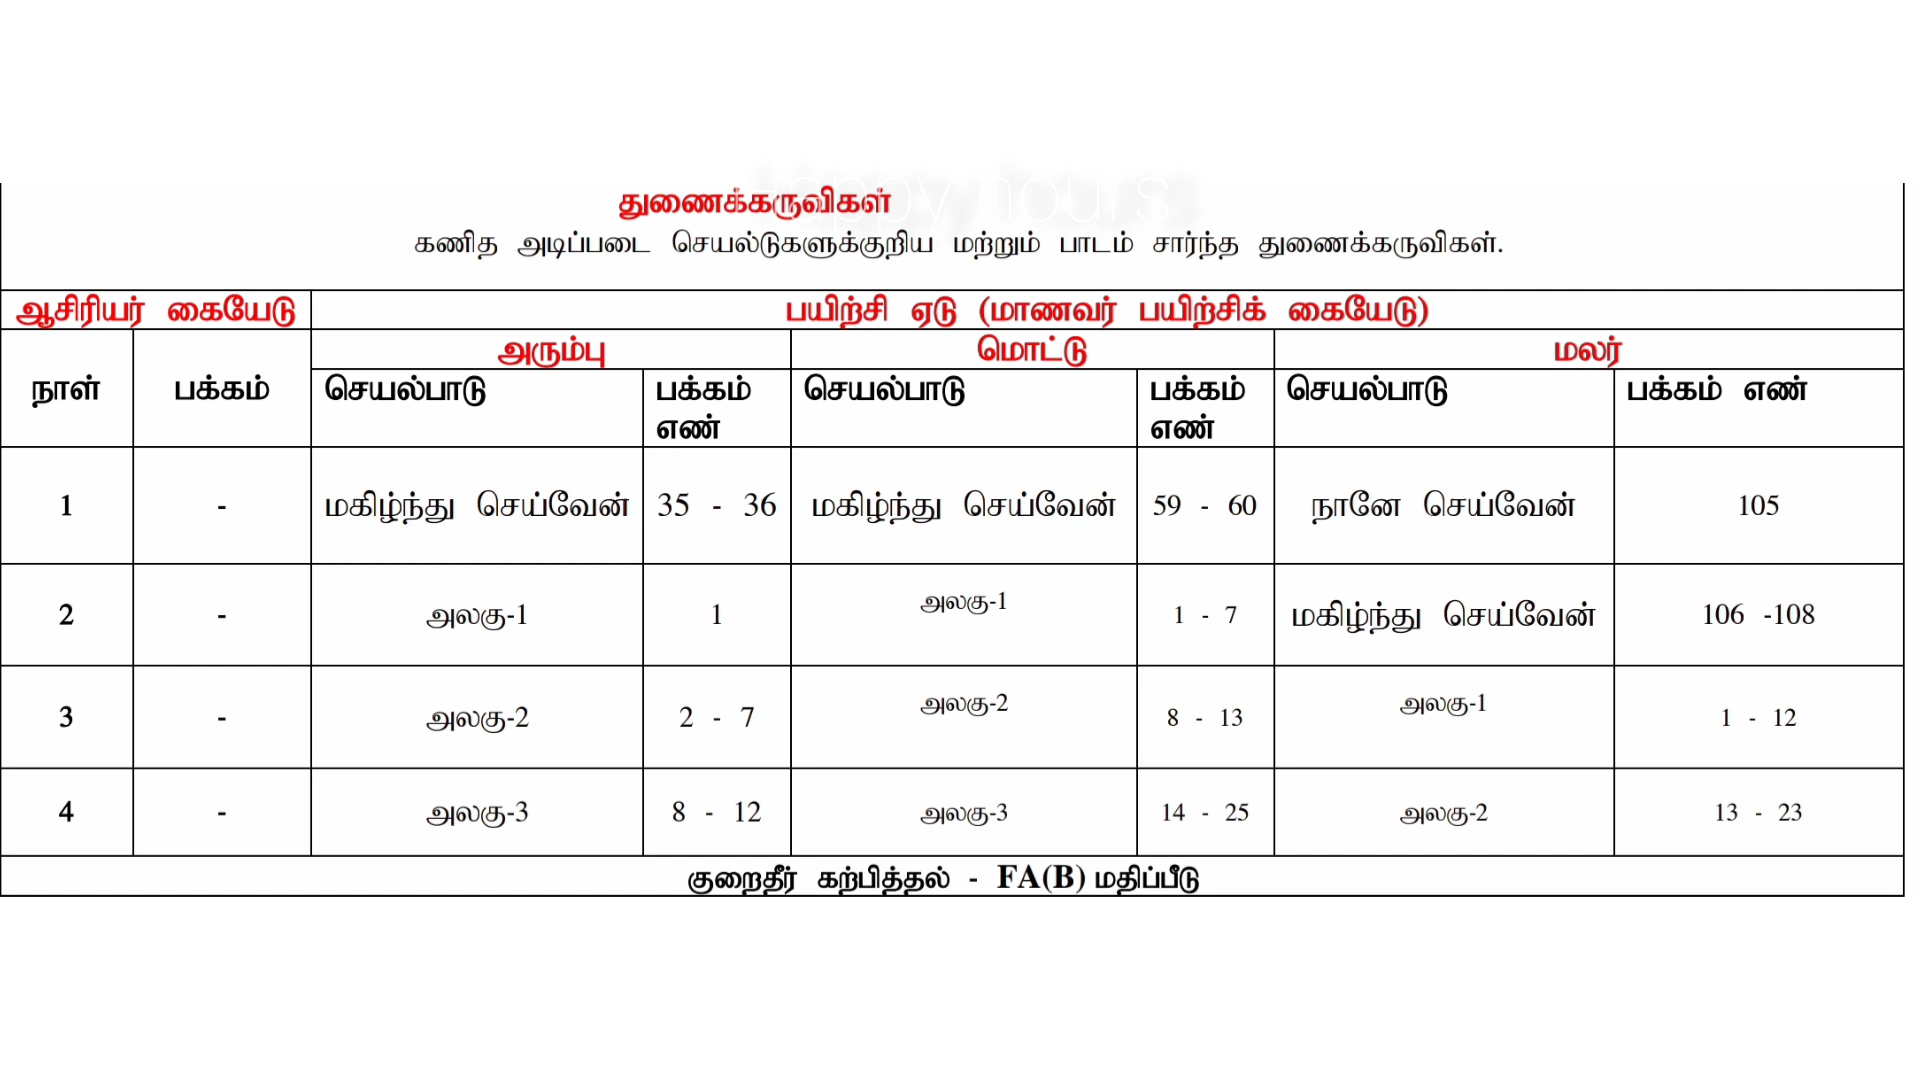 happy hours
துணைக்கருவிகள்
கணித அடிப்படை செயல்டுகளுக்குறிய மற்றும் பாடம் சார்ந்த துணைக்கருவிகள்.
ஆசிரியர் கையேடு பயிற்சி ஏடு (மாணவர் பயிற்சிக் கையேடு)
அரும்பு மொட்டு மலர்
நாள் பக்கம் செயல்பாடு பக்கம் எண் செயல்பாடு பக்கம் எண் செயல்பாடு பக்கம் எண்
1 - மகிழ்ந்து செய்வேன் 35 - 36 மகிழ்ந்து செய்வேன் 59 - 60 நானே செய்வேன் 105
2 - அலகு-1 1 அலகு-1 1 - 7 மகிழ்ந்து செய்வேன் 106 -108
3 - அலகு-2 2 - 7 அலகு-2 8 - 13 அலகு-1 1 - 12
4 - அலகு-3 8 - 12 அலகு-3 14 - 25 அலகு-2 13 - 23
குறைதீர் கற்பித்தல் - FA(B) மதிப்பீடு